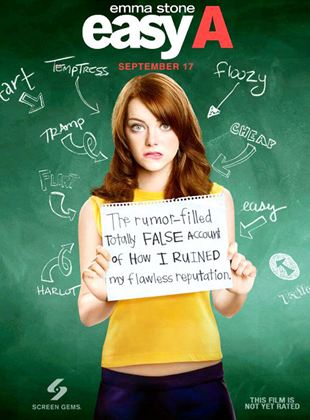 emma stone
easy A
SEPTEMBER 17
TEMPTRESS
floozy
TRAMP
CHEAP
easy
HARLOT
The rumor-filled
totally FALSE account
of How I RUINED
my flawless reputation.
SCREEN GEMS
THIS FILM IS
NOT YET RATED